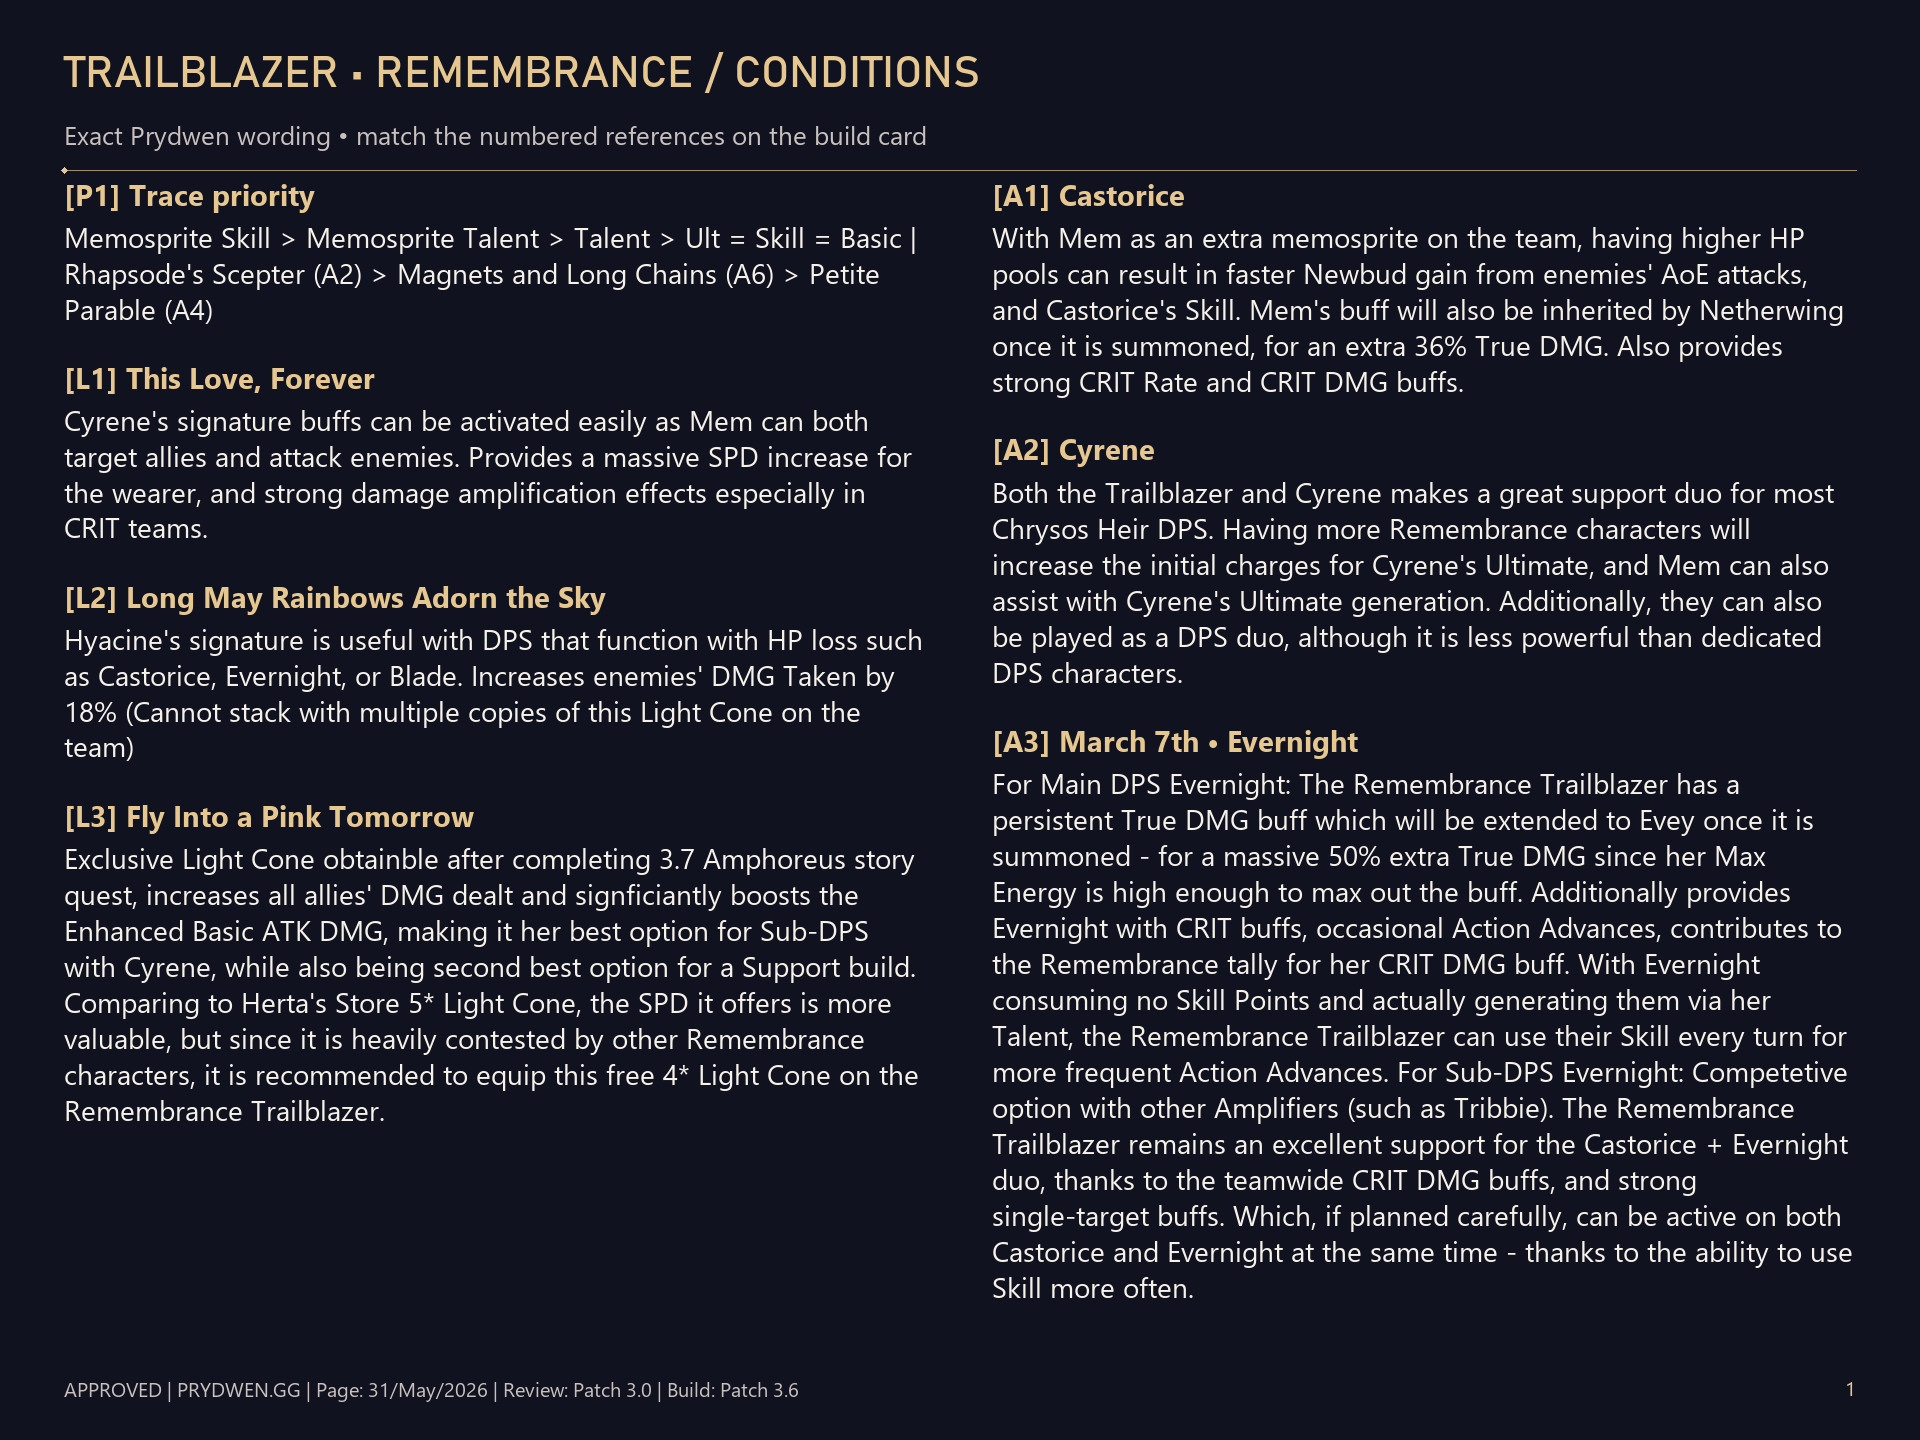 TRAILBLAZER • REMEMBRANCE / CONDITIONS
Exact Prydwen wording • match the numbered references on the build card
[P1] Trace priority
Memosprite Skill > Memosprite Talent > Talent > Ult = Skill = Basic |
Rhapsode's Scepter (A2) > Magnets and Long Chains (A6) > Petite
Parable (A4)
[L1] This Love, Forever
Cyrene's signature buffs can be activated easily as Mem can both
target allies and attack enemies. Provides a massive SPD increase for
the wearer, and strong damage amplification effects especially in
CRIT teams.
[L2] Long May Rainbows Adorn the Sky
Hyacine's signature is useful with DPS that function with HP loss such
as Castorice, Evernight, or Blade. Increases enemies' DMG Taken by
18% (Cannot stack with multiple copies of this Light Cone on the
team)
[L3] Fly Into a Pink Tomorrow
Exclusive Light Cone obtainble after completing 3.7 Amphoreus story
quest, increases all allies' DMG dealt and signficiantly boosts the
Enhanced Basic ATK DMG, making it her best option for Sub-DPS
with Cyrene, while also being second best option for a Support build.
Comparing to Herta's Store 5* Light Cone, the SPD it offers is more
valuable, but since it is heavily contested by other Remembrance
characters, it is recommended to equip this free 4* Light Cone on the
Remembrance Trailblazer.
[A1] Castorice
With Mem as an extra memosprite on the team, having higher HP
pools can result in faster Newbud gain from enemies' AoE attacks,
and Castorice's Skill. Mem's buff will also be inherited by Netherwing
once it is summoned, for an extra 36% True DMG. Also provides
strong CRIT Rate and CRIT DMG buffs.
[A2] Cyrene
Both the Trailblazer and Cyrene makes a great support duo for most
Chrysos Heir DPS. Having more Remembrance characters will
increase the initial charges for Cyrene's Ultimate, and Mem can also
assist with Cyrene's Ultimate generation. Additionally, they can also
be played as a DPS duo, although it is less powerful than dedicated
DPS characters.
[A3] March 7th • Evernight
For Main DPS Evernight: The Remembrance Trailblazer has a
persistent True DMG buff which will be extended to Evey once it is
summoned - for a massive 50% extra True DMG since her Max
Energy is high enough to max out the buff. Additionally provides
Evernight with CRIT buffs, occasional Action Advances, contributes to
the Remembrance tally for her CRIT DMG buff. With Evernight
consuming no Skill Points and actually generating them via her
Talent, the Remembrance Trailblazer can use their Skill every turn for
more frequent Action Advances. For Sub-DPS Evernight: Competetive
option with other Amplifiers (such as Tribbie). The Remembrance
Trailblazer remains an excellent support for the Castorice + Evernight
duo, thanks to the teamwide CRIT DMG buffs, and strong
single-target buffs. Which, if planned carefully, can be active on both
Castorice and Evernight at the same time - thanks to the ability to use
Skill more often.
APPROVED | PRYDWEN.GG | Page: 31/May/2026 | Review: Patch 3.0 | Build: Patch 3.6
1